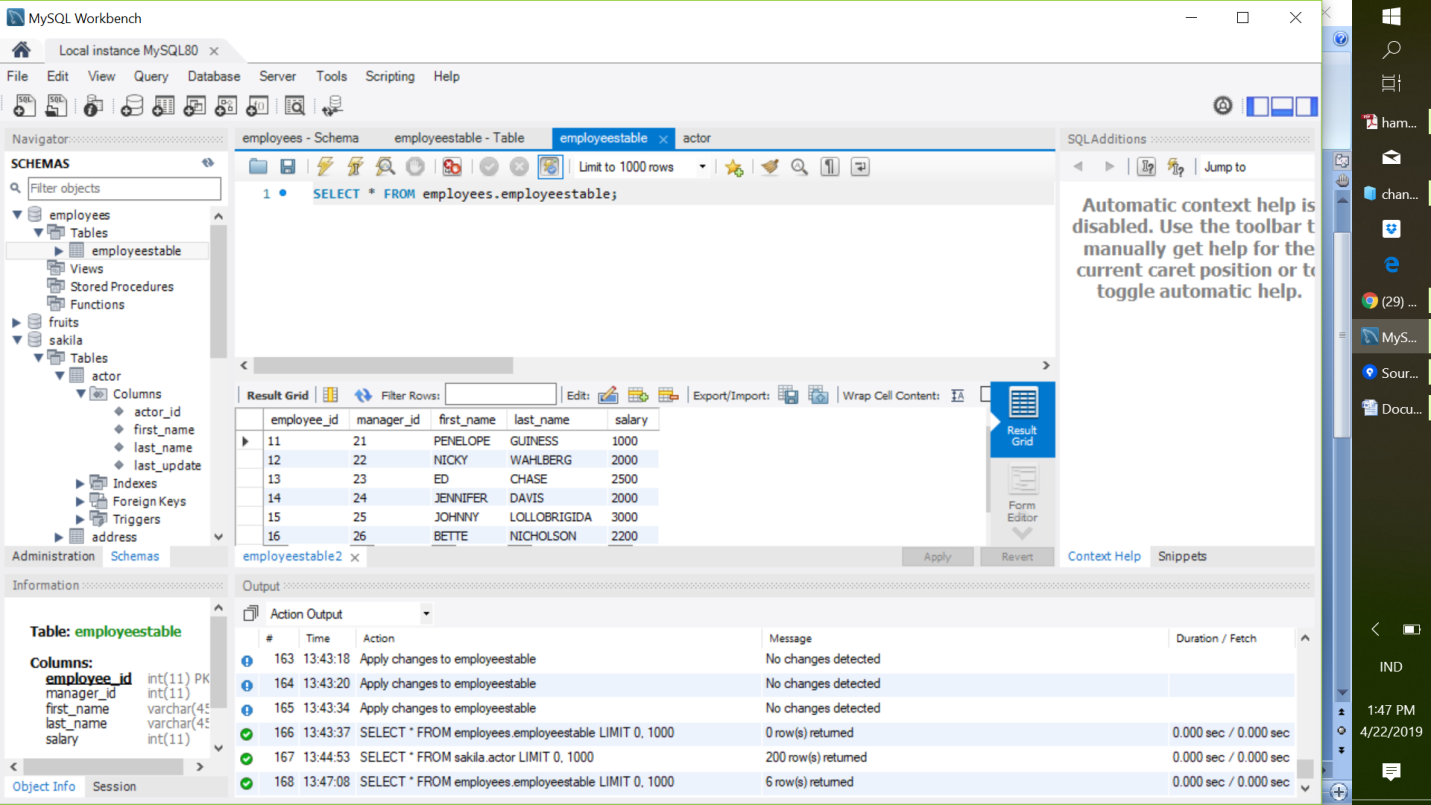 MySQL Workbench
Local instance MySQL80
File Edit View Query Database Server Tools Scripting Help
Navigator
SCHEMAS
Filter objects
employees
Tables
employeestable
Views
Stored Procedures
Functions
fruits
sakila
Tables
actor
Columns
actor_id
first_name
last_name
last_update
Indexes
Foreign Keys
Triggers
address
Administration Schemas
Information
Table: employeestable
Columns:
employee_id int(11) PK
manager_id int(11)
first_name varchar(45
last_name varchar(45
salary int(11)
Object Info Session
employees - Schema employeestable - Table employeestable actor
Limit to 1000 rows
1 SELECT * FROM employees.employeestable;
Result Grid Filter Rows: Edit: Export/Import: Wrap Cell Content:
employee_id manager_id first_name last_name salary
11 21 PENELOPE GUINESS 1000
12 22 NICKY WAHLBERG 2000
13 23 ED CHASE 2500
14 24 JENNIFER DAVIS 2000
15 25 JOHNNY LOLLOBRIGIDA 3000
16 26 BETTE NICHOLSON 2200
Result
Grid
Form
Editor
employeestable2 Apply Revert
SQLAdditions
Jump to
Automatic context help is
disabled. Use the toolbar t
manually get help for the
current caret position or to
toggle automatic help.
Context Help Snippets
Output
Action Output
# Time Action Message Duration / Fetch
163 13:43:18 Apply changes to employeestable No changes detected
164 13:43:20 Apply changes to employeestable No changes detected
165 13:43:34 Apply changes to employeestable No changes detected
166 13:43:37 SELECT * FROM employees.employeestable LIMIT 0, 1000 0 row(s) returned 0.000 sec / 0.000 sec
167 13:44:53 SELECT * FROM sakila.actor LIMIT 0, 1000 200 row(s) returned 0.000 sec / 0.000 sec
168 13:47:08 SELECT * FROM employees.employeestable LIMIT 0, 1000 6 row(s) returned 0.000 sec / 0.000 sec
ham...
chan...
(29) ...
MyS...
Sour...
Docu...
IND
1:47 PM
4/22/2019